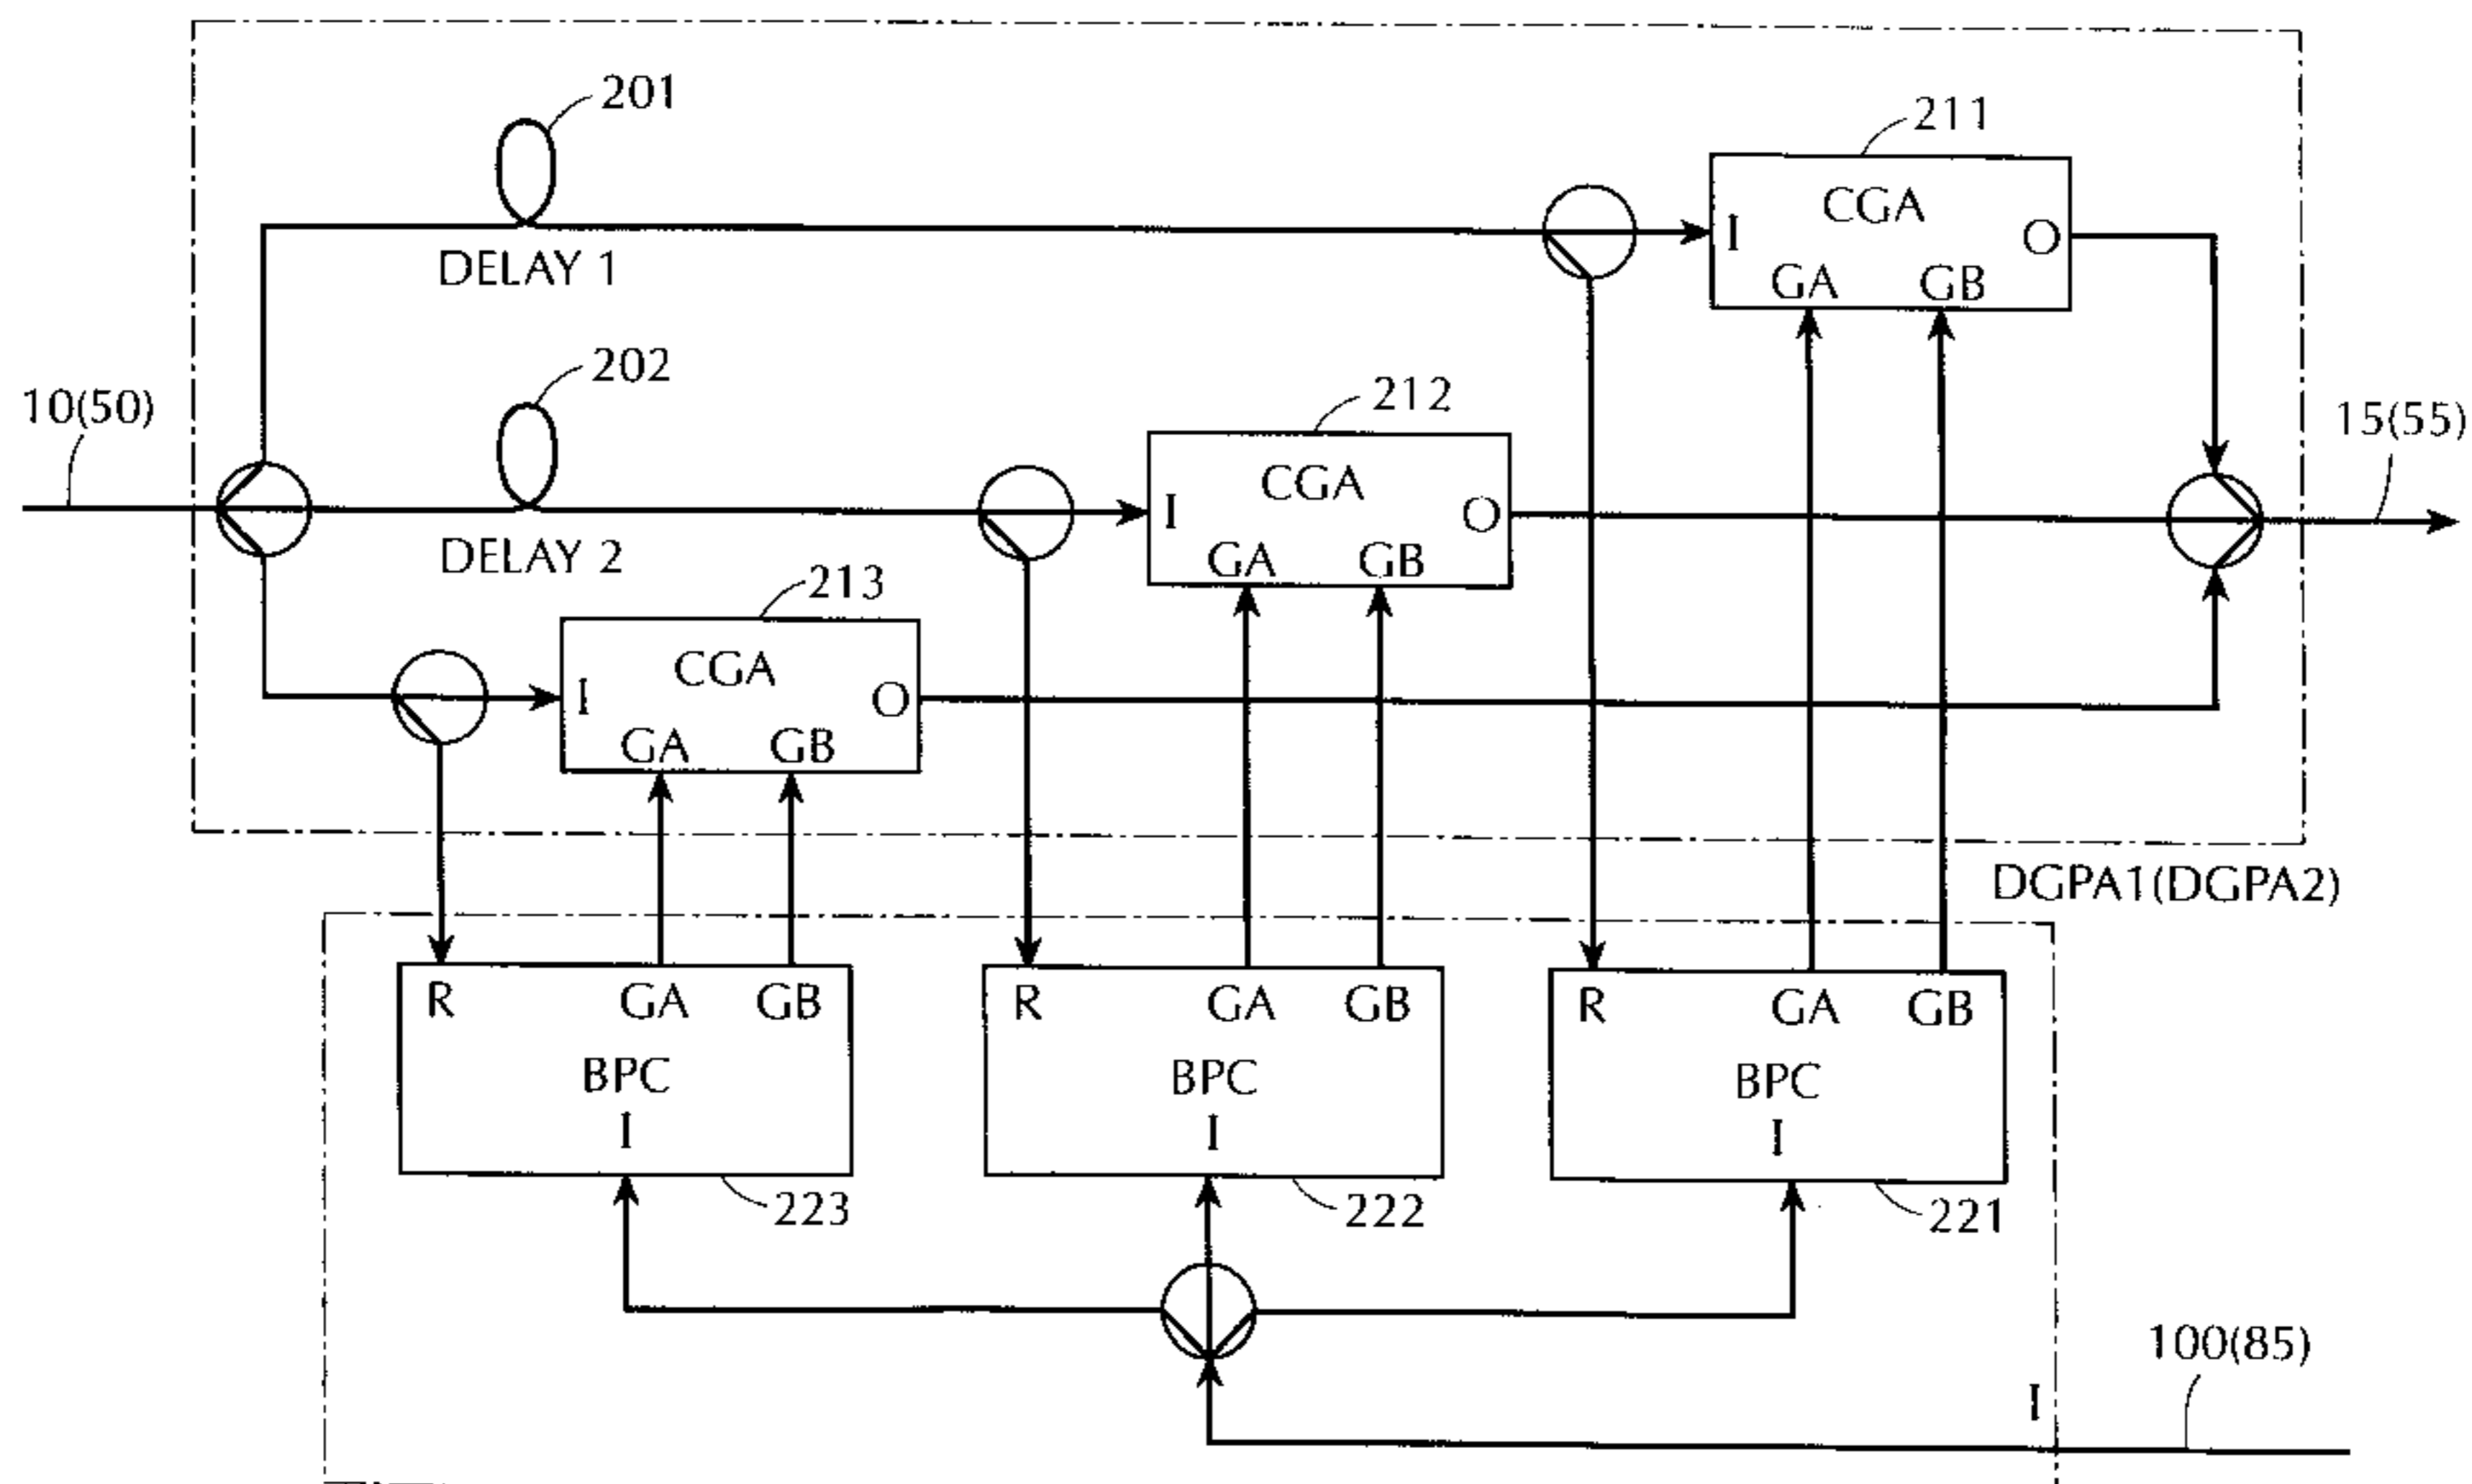 201
211
CGA
I
O
GA GB
DELAY 1
202
10(50)
212
15(55)
CGA
I
O
GA GB
DELAY 2
213
CGA
I
O
GA GB
DGPA1(DGPA2)
R GA GB
BPC
I
R GA GB
BPC
I
R GA GB
BPC
I
223
222
221
100(85)
I